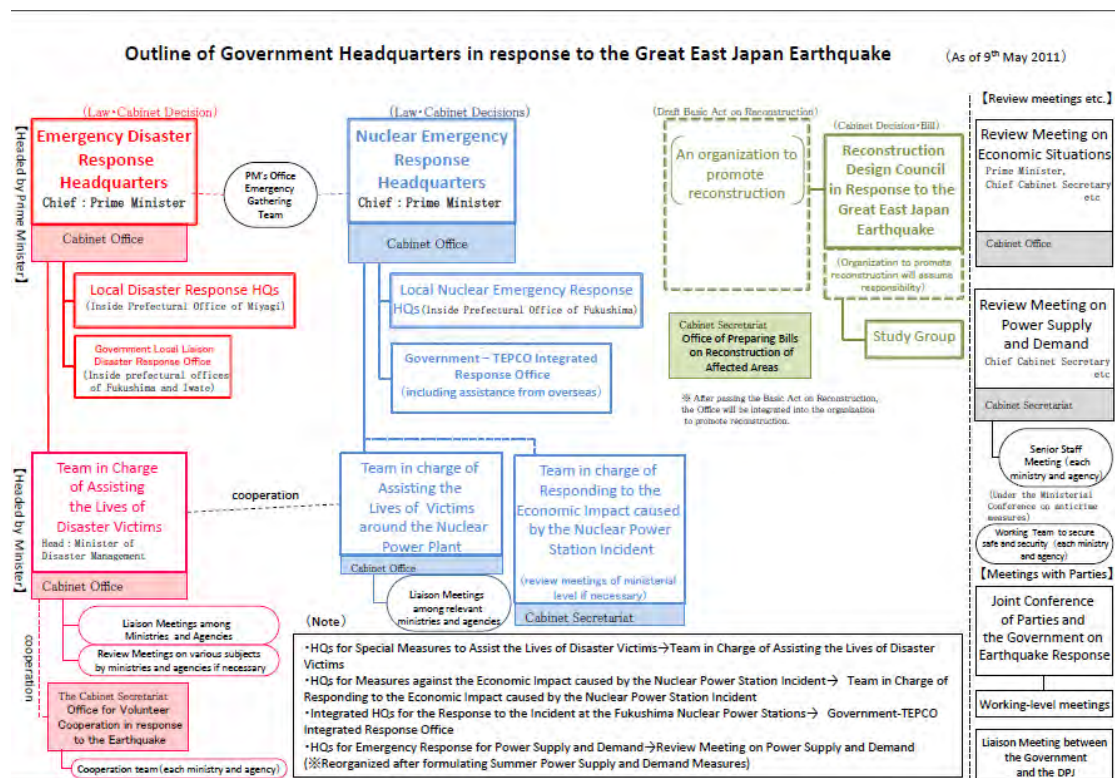 Outline of Government Headquarters in response to the Great East Japan Earthquake
(As of 9th May 2011)
【Headed by Prime Minister】
(Law・Cabinet Decision)
Emergency Disaster
Response
Headquarters
Chief：Prime Minister
Cabinet Office
PM's Office
Emergency
Gathering
Team
(Law・Cabinet Decisions)
Nuclear Emergency
Response
Headquarters
Chief：Prime Minister
Cabinet Office
Local Disaster Response HQs
(Inside Prefectural Office of Miyagi)
Government Local Liaison
Disaster Response Office
(Inside prefectural offices
of Fukushima and Iwate)
Local Nuclear Emergency Response
HQs (Inside Prefectural Office of Fukushima)
Government – TEPCO Integrated
Response Office
(including assistance from overseas)
(Draft Basic Act on Reconstruction)
An organization to
promote
reconstruction
(Cabinet Decision・Bill)
Reconstruction
Design Council
in Response to the
Great East Japan
Earthquake
(Organization to promote
reconstruction will assume
responsibility)
Study Group
Cabinet Secretariat
Office of Preparing Bills
on Reconstruction of
Affected Areas
※ After passing the Basic Act on Reconstruction,
the Office will be integrated into the organization
to promote reconstruction.
【Headed by Minister】
Team in Charge
of Assisting
the Lives of
Disaster Victims
Head：Minister of
Disaster Management
Cabinet Office
cooperation
Team in charge of
Assisting the
Lives of Victims
around the Nuclear
Power Plant
Cabinet Office
Liaison Meetings
among relevant
ministries and agencies
Team in charge of
Responding to the
Economic Impact caused
by the Nuclear Power
Station Incident
(review meetings of ministerial
level if necessary)
Cabinet Secretariat
Liaison Meetings among
Ministries and Agencies
Review Meetings on various subjects
by ministries and agencies if necessary
cooperation
The Cabinet Secretariat
Office for Volunteer
Cooperation in response
to the Earthquake
Cooperation team (each ministry and agency)
(Note)
・HQs for Special Measures to Assist the Lives of Disaster Victims→Team in Charge of Assisting the Lives of Disaster
Victims
・HQs for Measures against the Economic Impact caused by the Nuclear Power Station Incident→ Team in Charge of
Responding to the Economic Impact caused by the Nuclear Power Station Incident
・Integrated HQs for the Response to the Incident at the Fukushima Nuclear Power Stations→ Government-TEPCO
Integrated Response Office
・HQs for Emergency Response for Power Supply and Demand→Review Meeting on Power Supply and Demand
(※Reorganized after formulating Summer Power Supply and Demand Measures)
【Review meetings etc.】
Review Meeting on
Economic Situations
Prime Minister,
Chief Cabinet Secretary
etc
Cabinet Office
Review Meeting on
Power Supply
and Demand
Chief Cabinet Secretary
etc
Cabinet Secretariat
Senior Staff
Meeting (each
ministry and agency)
(Under the Ministerial
Conference on anticrime
measures)
Working Team to secure
safe and security (each ministry
and agency)
【Meetings with Parties】
Joint Conference
of Parties and
the Government on
Earthquake Response
Working-level meetings
Liaison Meeting between
the Government
and the DPJ